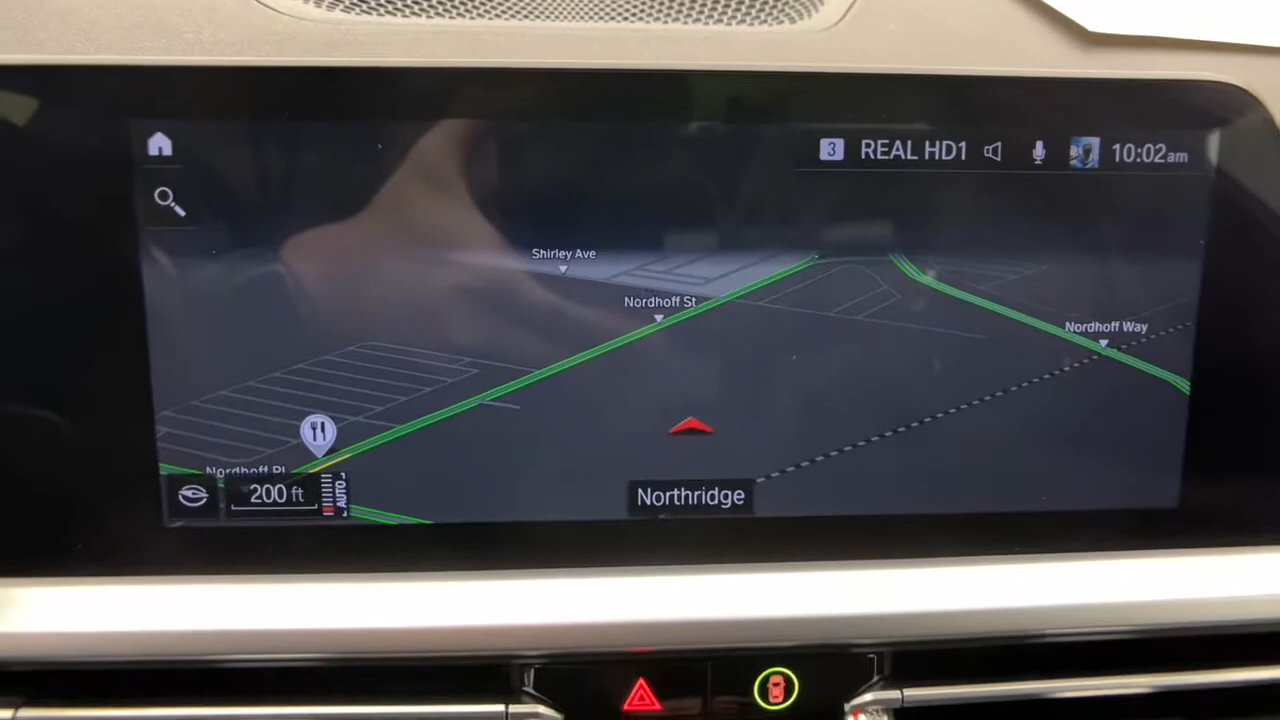 3 REAL HD1 10:02am
Shirley Ave
Nordhoff St
Nordhoff Way
Nordhoff Pl
200 ft AUTO
Northridge